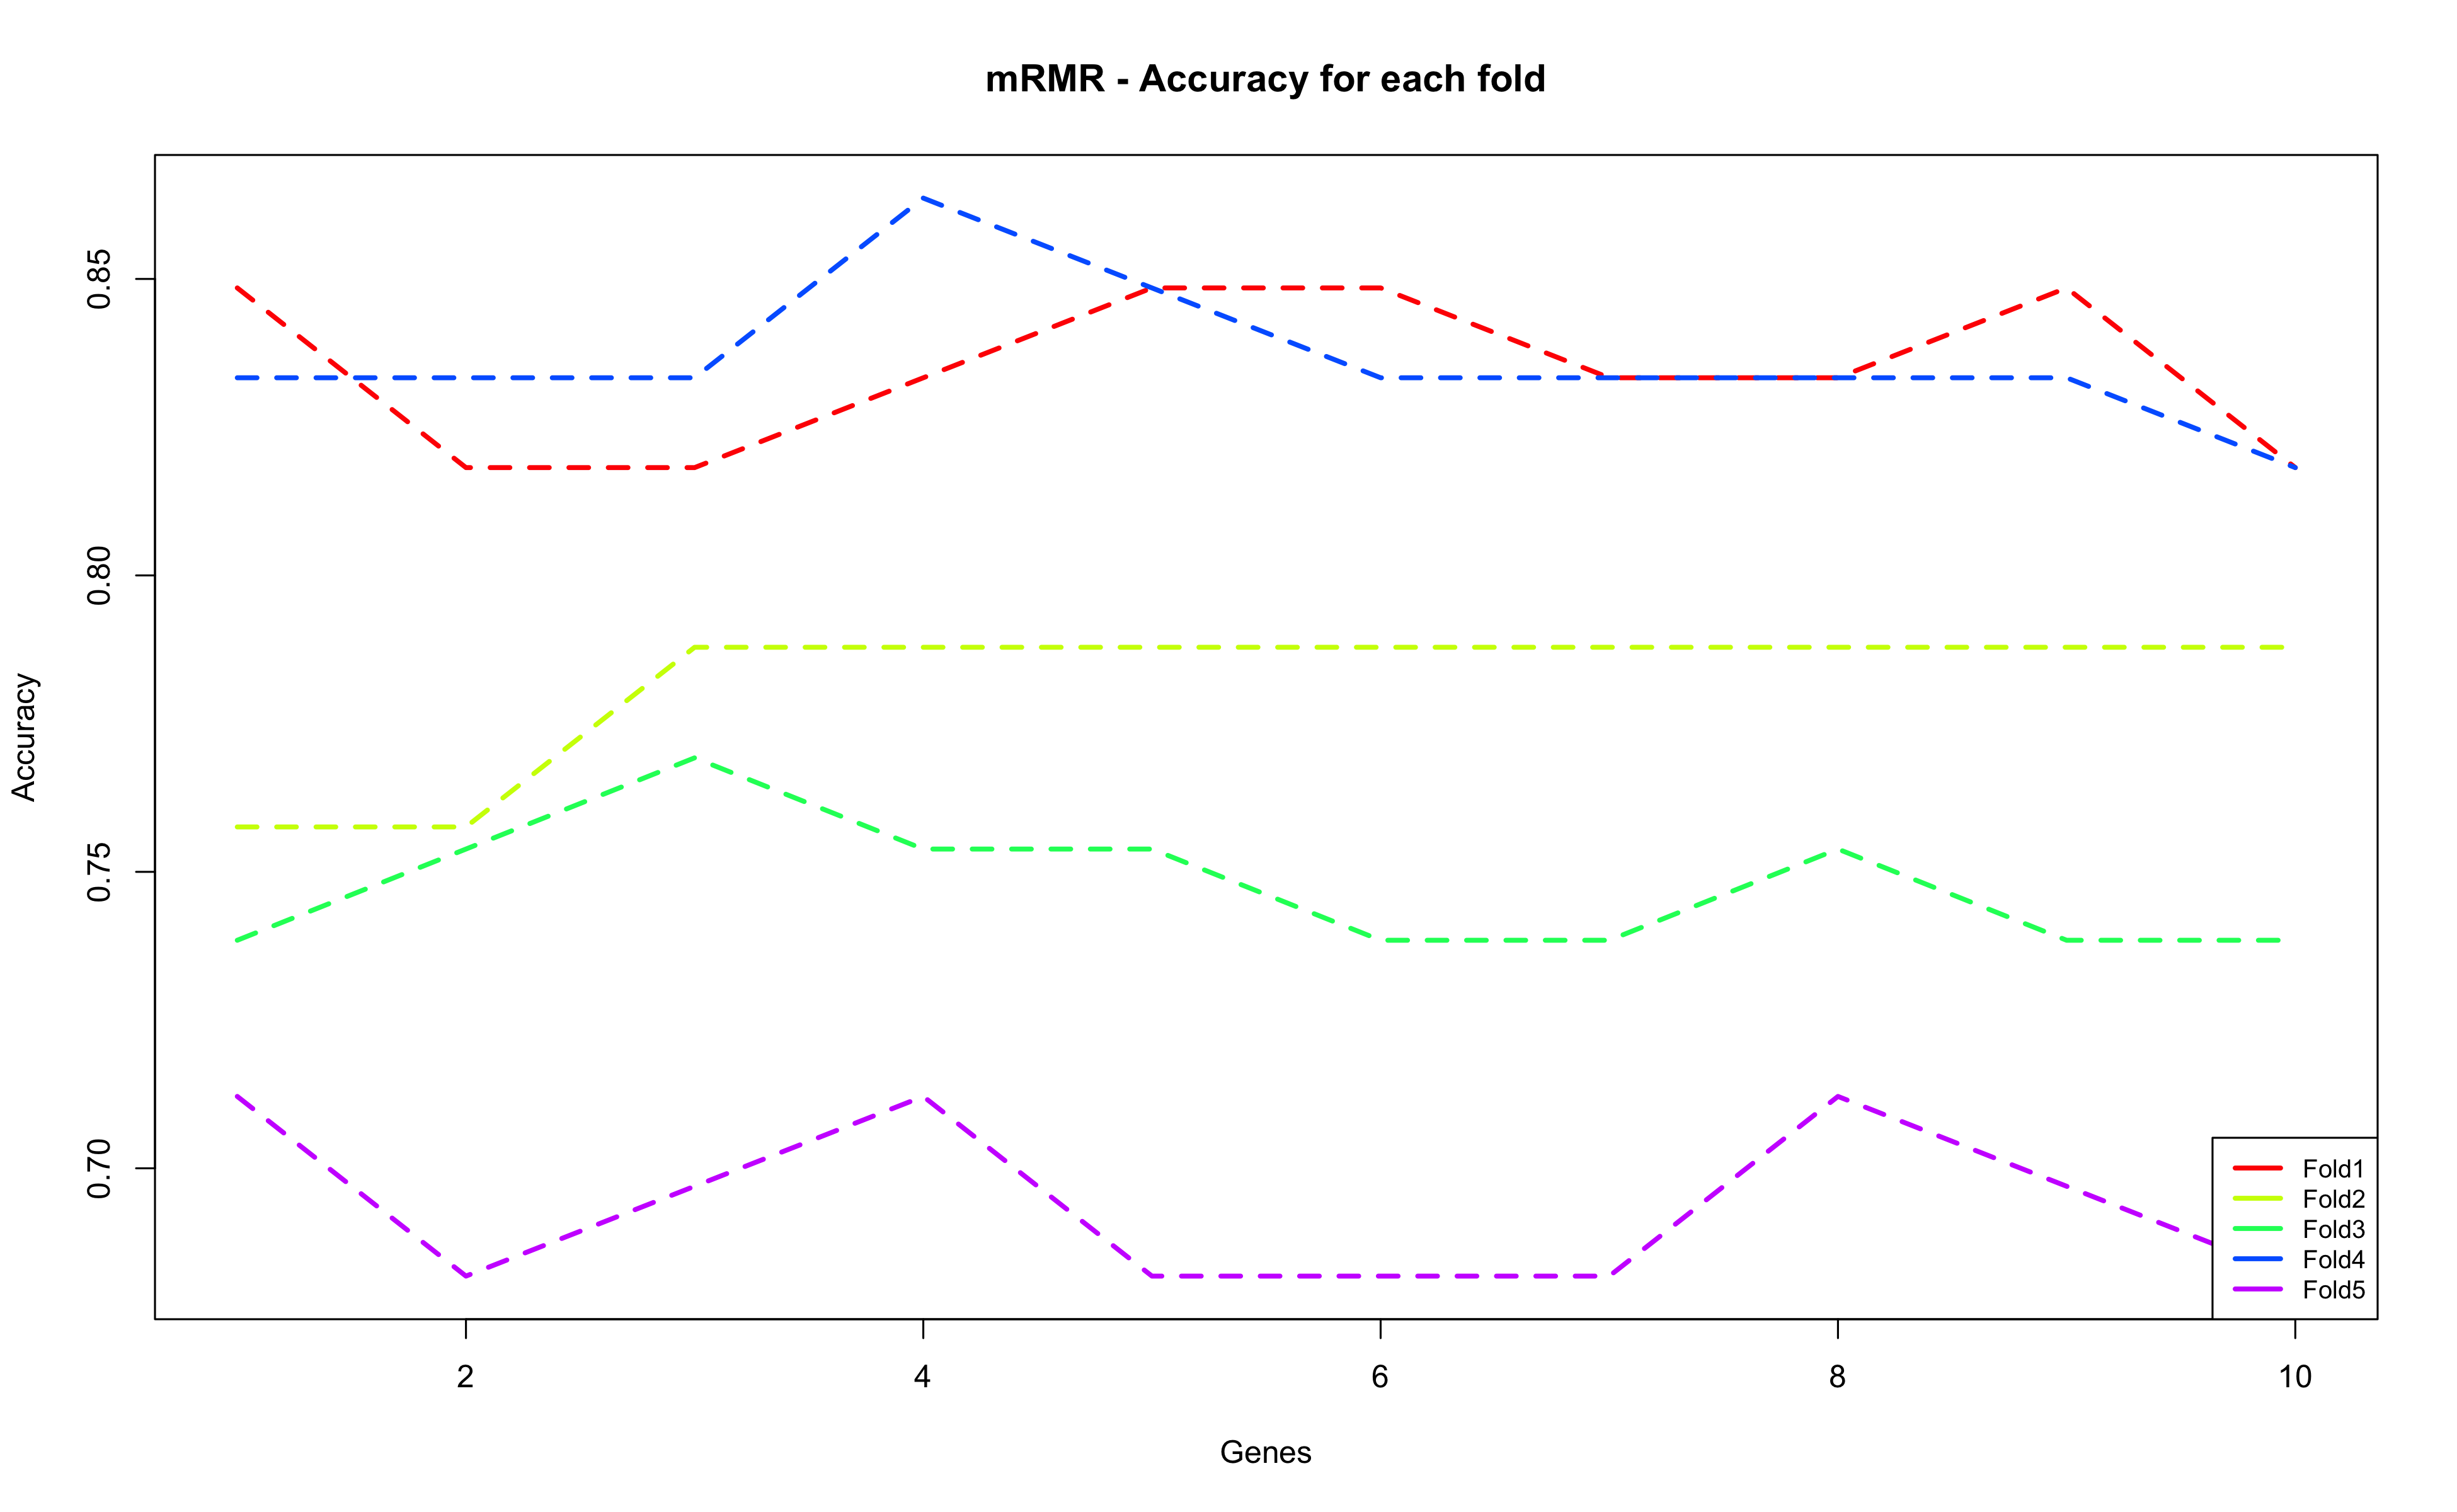 mRMR - Accuracy for each fold
0.85
0.80
0.75
0.70
Accuracy
2
4
6
8
10
Genes
Fold1
Fold2
Fold3
Fold4
Fold5